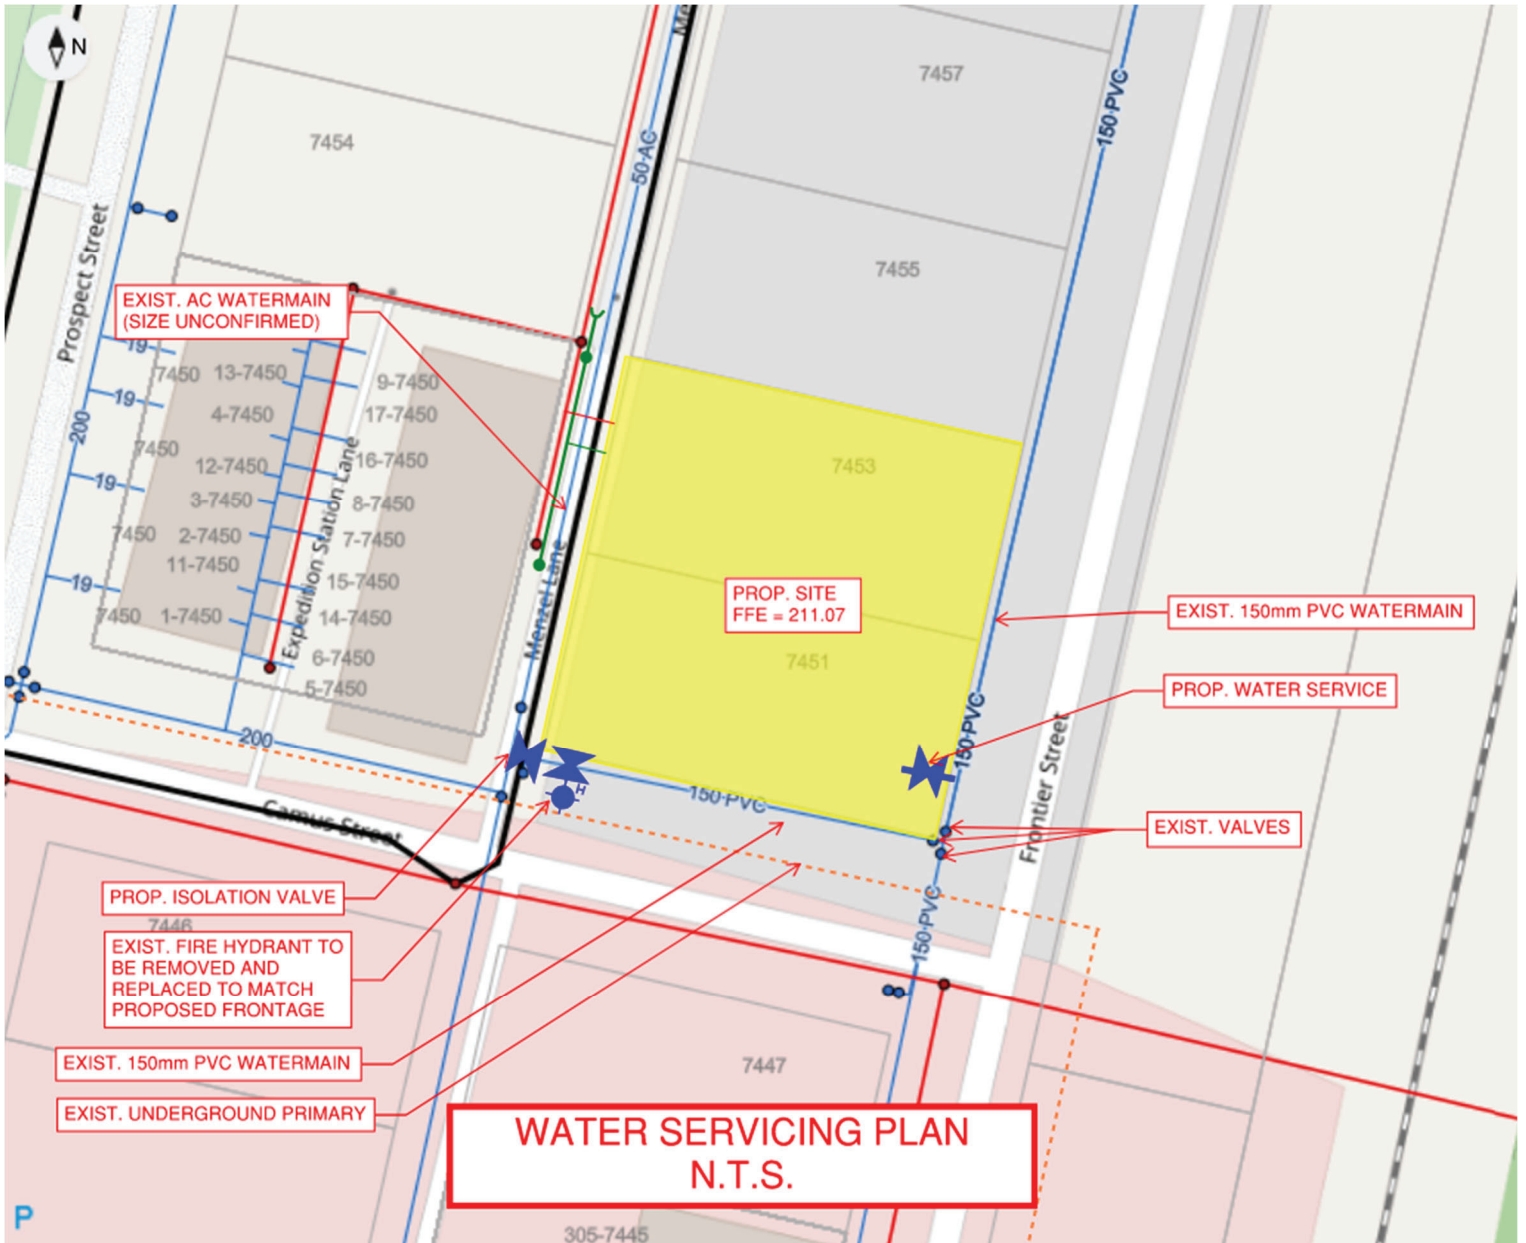 N
Me
7457
150 PVC
7454
50 AC
7455
Prospect Street
EXIST. AC WATERMAIN
(SIZE UNCONFIRMED)
19
7450
13-7450
9-7450
19
4-7450
17-7450
200
7450
12-7450
16-7450
7453
19
3-7450
8-7450
7450
2-7450
7-7450
11-7450
Expedition Station Lane
Menzel Lane
19
15-7450
PROP. SITE
FFE = 211.07
EXIST. 150mm PVC WATERMAIN
7450
1-7450
14-7450
6-7450
7451
5-7450
PROP. WATER SERVICE
200
150 PVC
150 PVC
H
Frontier Street
Camus Street
EXIST. VALVES
PROP. ISOLATION VALVE
150 PVC
7446
EXIST. FIRE HYDRANT TO
BE REMOVED AND
REPLACED TO MATCH
PROPOSED FRONTAGE
EXIST. 150mm PVC WATERMAIN
7447
EXIST. UNDERGROUND PRIMARY
WATER SERVICING PLAN
N.T.S.
P
305-7445